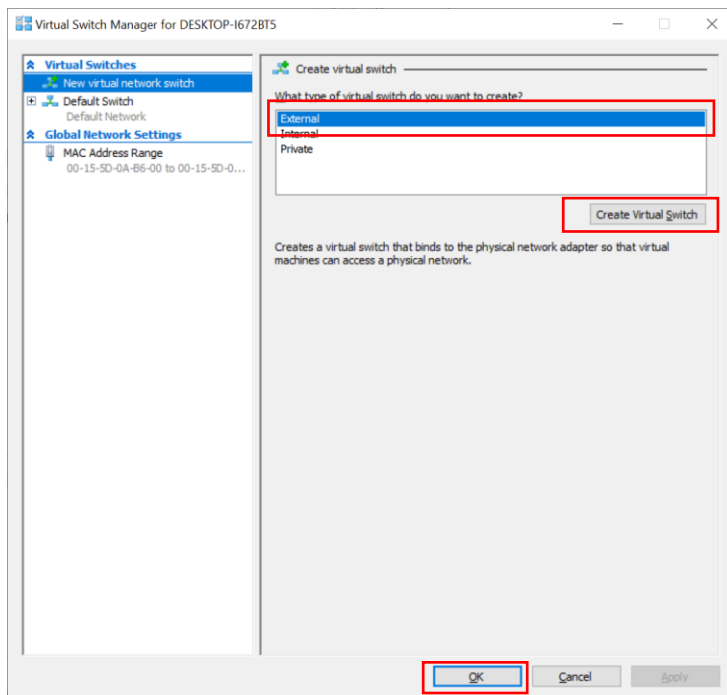 Virtual Switch Manager for DESKTOP-I672BT5
Virtual Switches
New virtual network switch
Default Switch
Default Network
Global Network Settings
MAC Address Range
00-15-5D-0A-B6-00 to 00-15-5D-0...
Create virtual switch
What type of virtual switch do you want to create?
External
Internal
Private
Create Virtual Switch
Creates a virtual switch that binds to the physical network adapter so that virtual
machines can access a physical network.
OK
Cancel
Apply